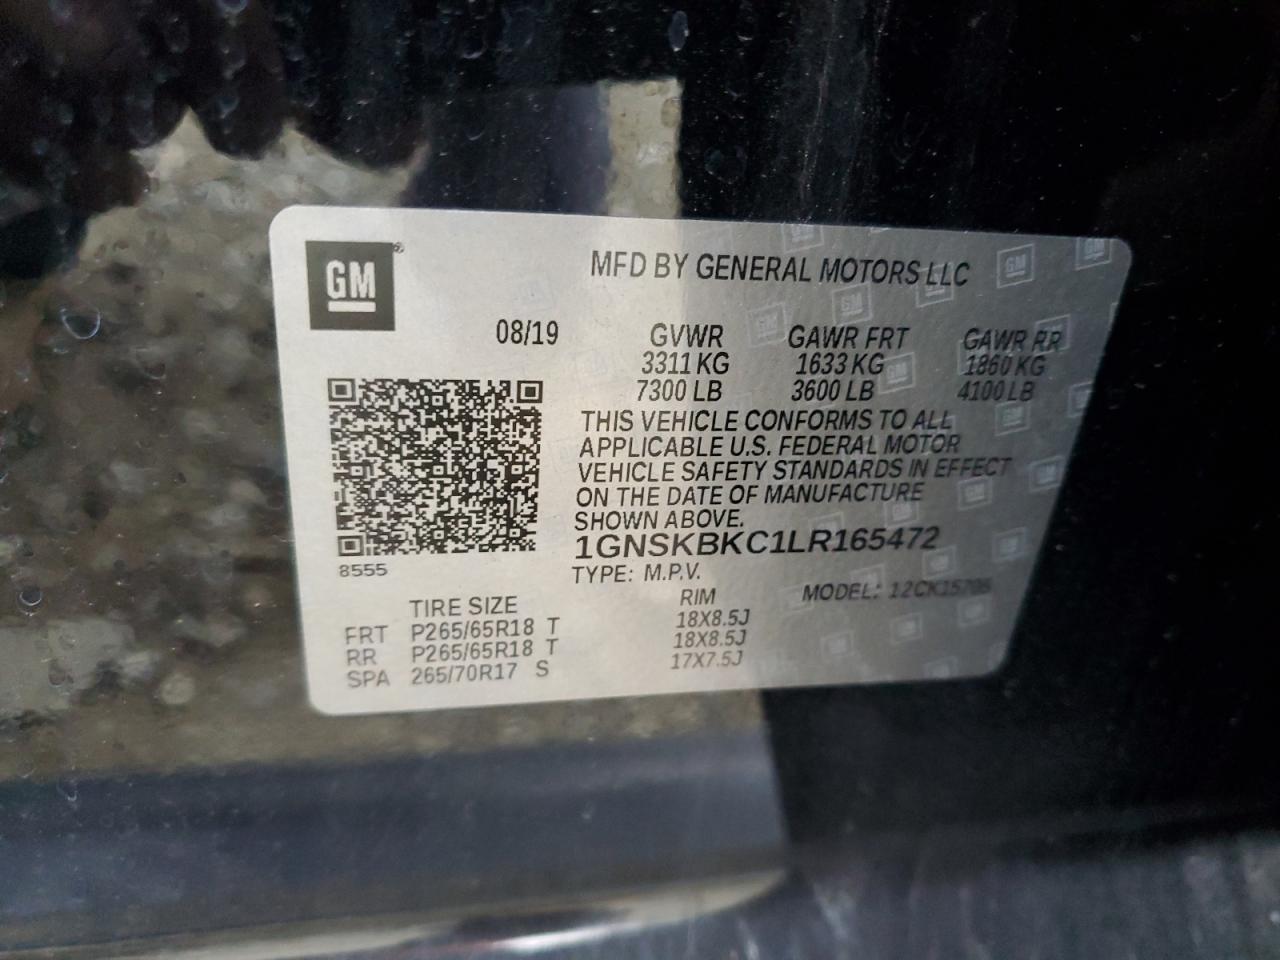 GM®
MFD BY GENERAL MOTORS LLC
08/19 GVWR GAWR FRT GAWR RR
3311 KG 1633 KG 1860 KG
7300 LB 3600 LB 4100 LB
THIS VEHICLE CONFORMS TO ALL
APPLICABLE U.S. FEDERAL MOTOR
VEHICLE SAFETY STANDARDS IN EFFECT
ON THE DATE OF MANUFACTURE
SHOWN ABOVE.
1GNSKBKC1LR165472
8555
TYPE: M.P.V. MODEL: 12CK15706
TIRE SIZE RIM
FRT P265/65R18 T 18X8.5J
RR P265/65R18 T 18X8.5J
SPA 265/70R17 S 17X7.5J